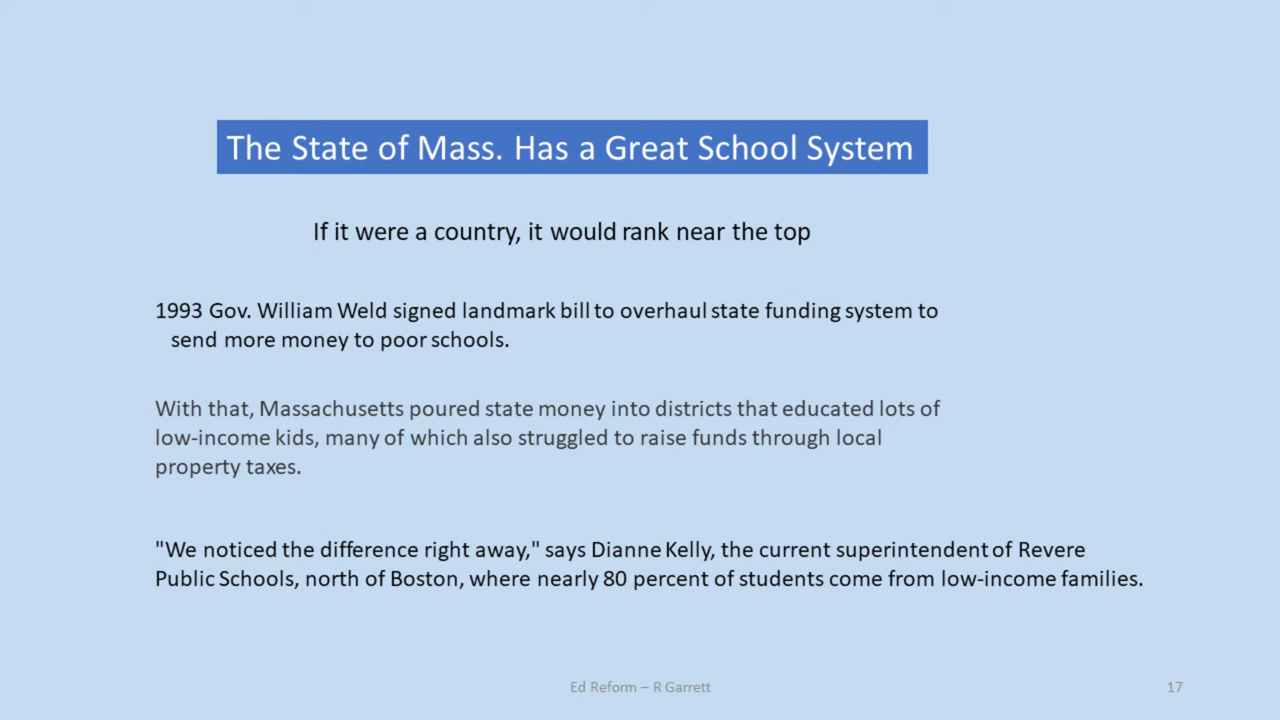 The State of Mass. Has a Great School System
If it were a country, it would rank near the top
1993 Gov. William Weld signed landmark bill to overhaul state funding system to
send more money to poor schools.
With that, Massachusetts poured state money into districts that educated lots of
low-income kids, many of which also struggled to raise funds through local
property taxes.
"We noticed the difference right away," says Dianne Kelly, the current superintendent of Revere
Public Schools, north of Boston, where nearly 80 percent of students come from low-income families.
Ed Reform – R Garrett
17